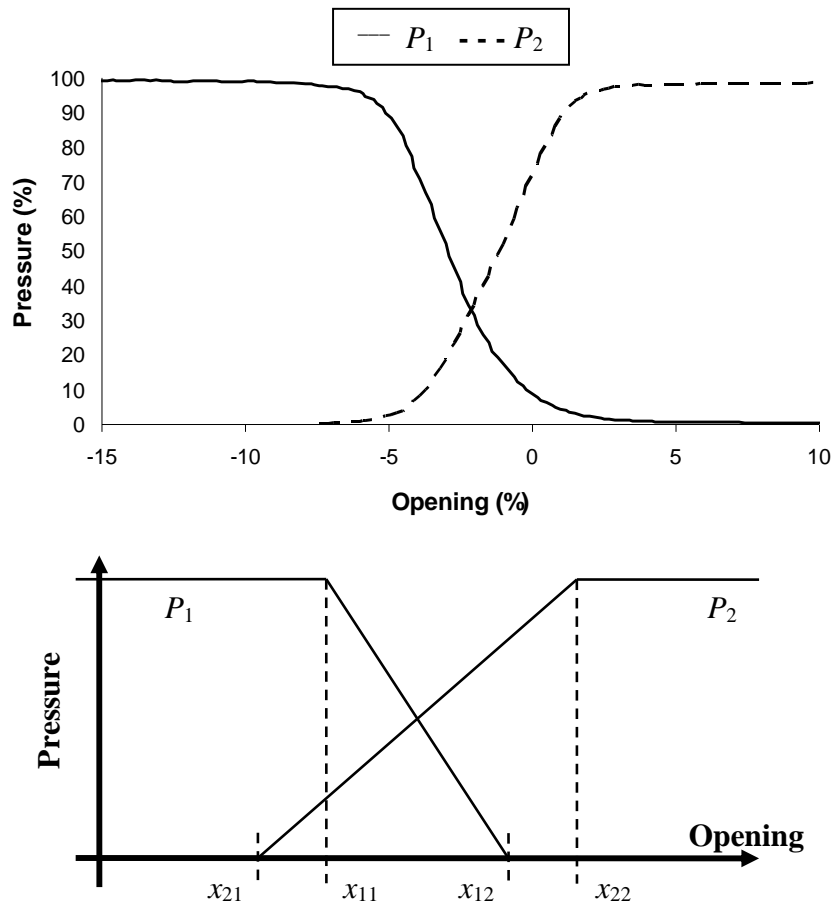 P₁ P₂
100
90
80
70
60
50
40
30
20
10
0
Pressure (%)
-15 -10 -5 0 5 10
Opening (%)
P₁ P₂
Pressure
Opening
x₂₁ x₁₁ x₁₂ x₂₂